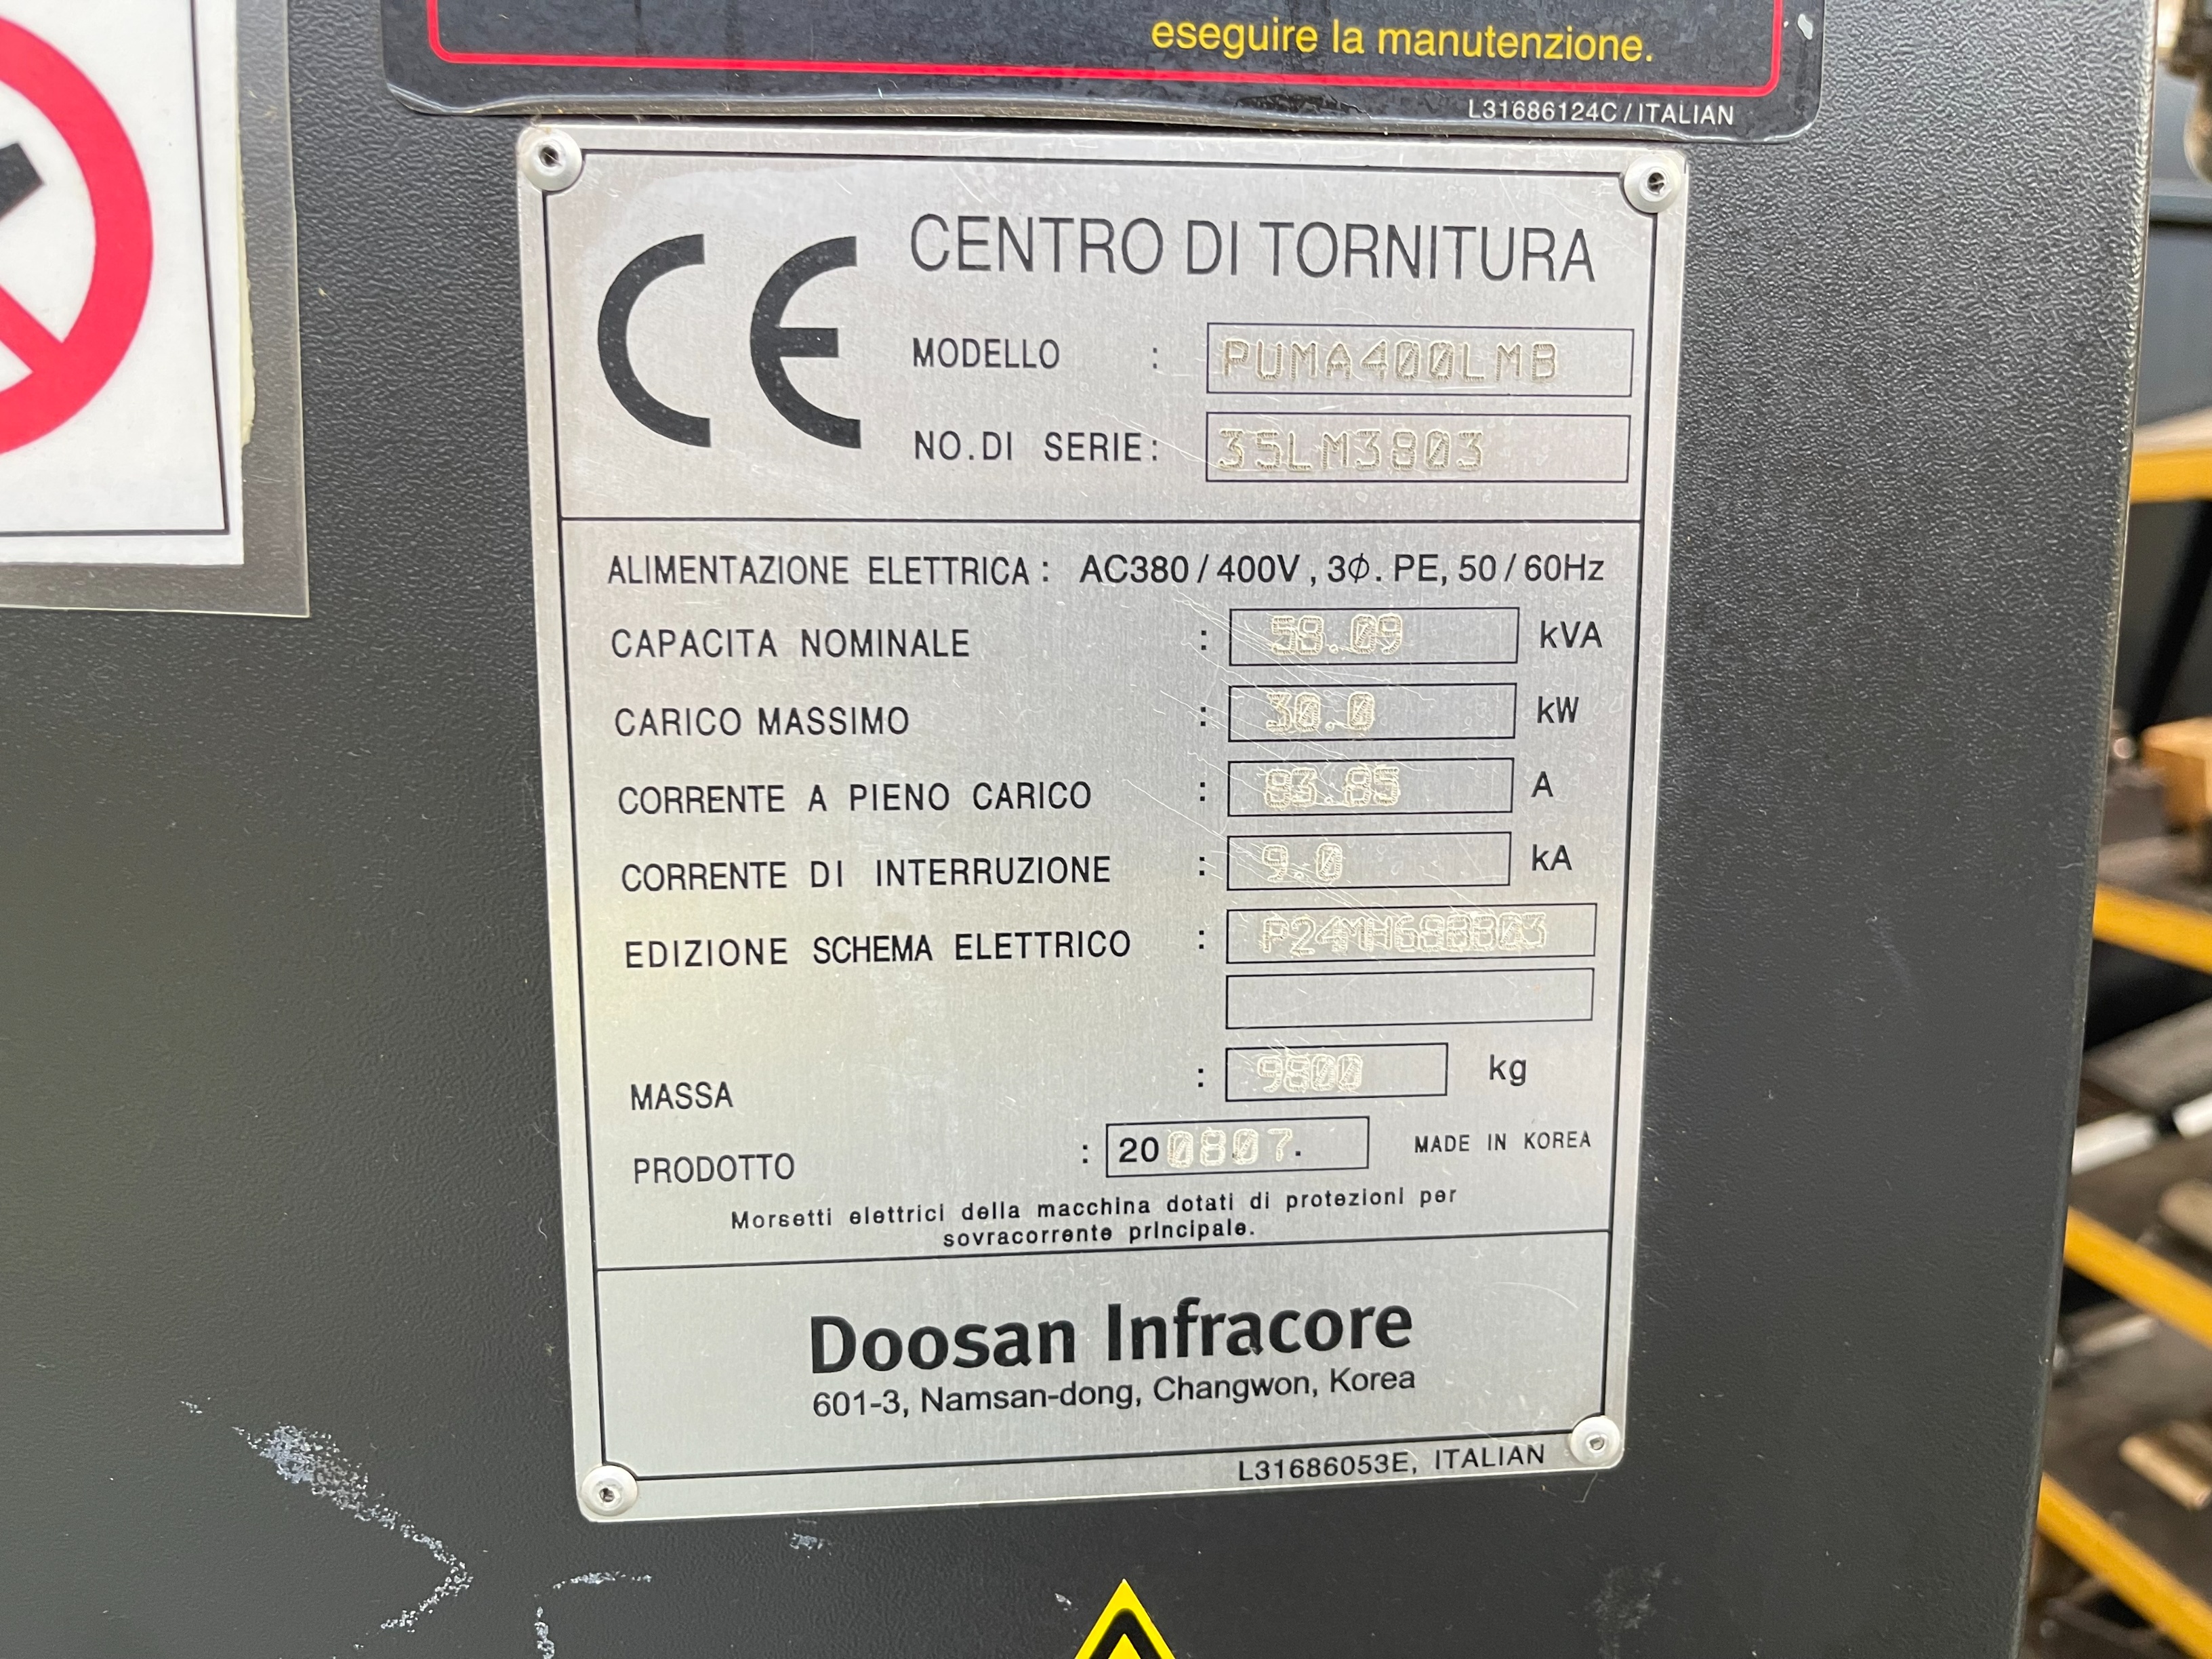 eseguire la manutenzione.
L31686124C / ITALIAN
CE
CENTRO DI TORNITURA
MODELLO : PUMA400LMB
NO.DI SERIE: 35LM3803
ALIMENTAZIONE ELETTRICA : AC380 / 400V , 3Φ. PE, 50 / 60Hz
CAPACITA NOMINALE : 58.09 kVA
CARICO MASSIMO : 30.0 kW
CORRENTE A PIENO CARICO : 83.85 A
CORRENTE DI INTERRUZIONE : 9.0 kA
EDIZIONE SCHEMA ELETTRICO :
MASSA : 9800 kg
PRODOTTO : 200807. MADE IN KOREA
Morsetti elettrici della macchina dotati di protezioni per
sovracorrente principale.
Doosan Infracore
601-3, Namsan-dong, Changwon, Korea
L31686053E, ITALIAN